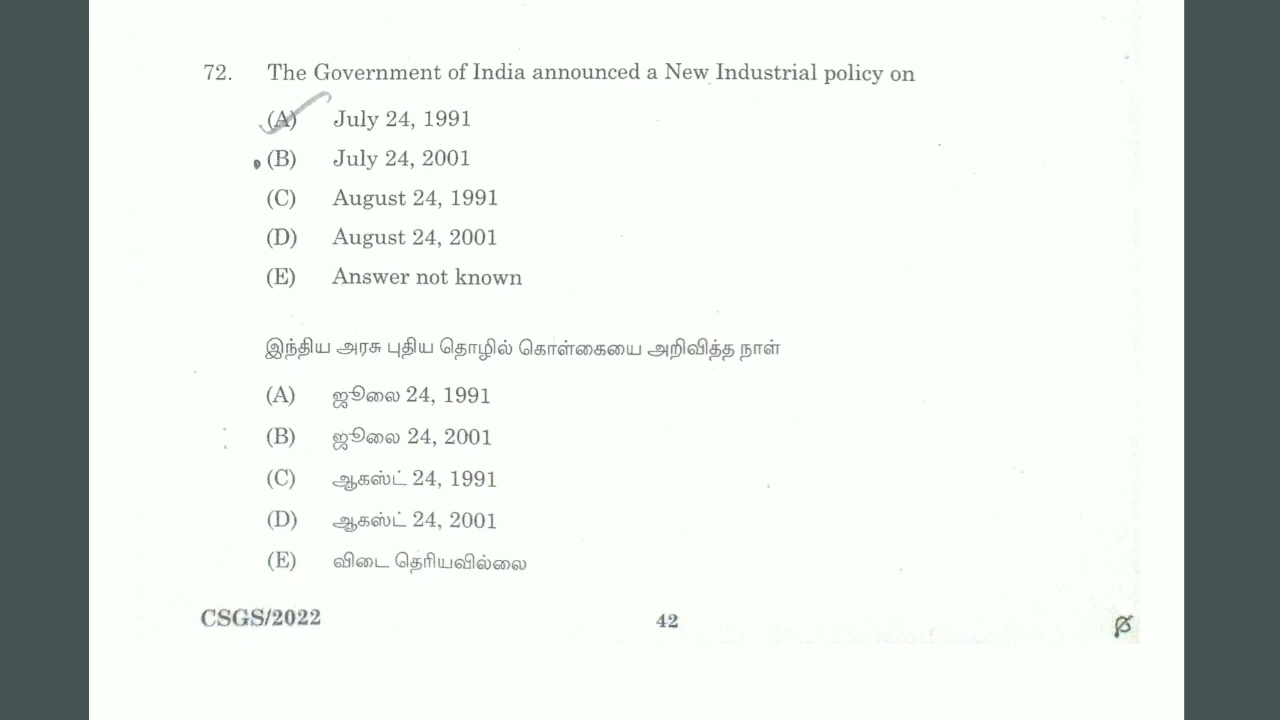 72. The Government of India announced a New Industrial policy on
(A) July 24, 1991
(B) July 24, 2001
(C) August 24, 1991
(D) August 24, 2001
(E) Answer not known
இந்திய அரசு புதிய தொழில் கொள்கையை அறிவித்த நாள்
(A) ஜூலை 24, 1991
(B) ஜூலை 24, 2001
(C) ஆகஸ்ட் 24, 1991
(D) ஆகஸ்ட் 24, 2001
(E) விடை தெரியவில்லை
CSGS/2022 42